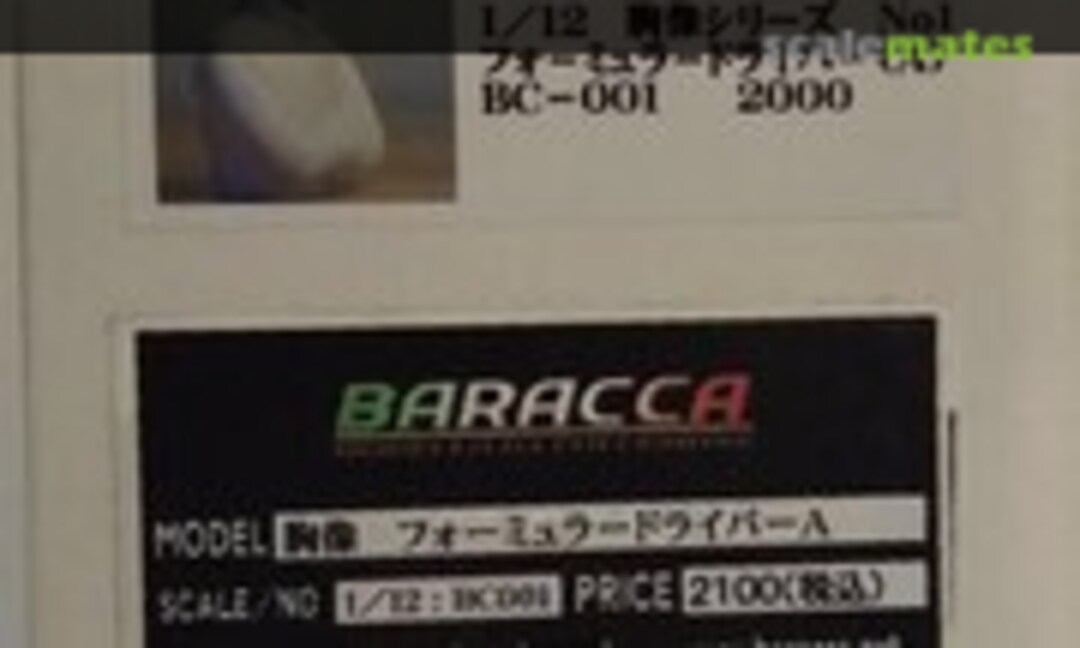 1/12 胸像シリーズ No1
scalemates
フォーミュラードライバー (A)
BC-001 2000
BARACCA
MODEL 胸像 フォーミュラードライバーA
SCALE/NO 1/12:BC001 PRICE 2100(税込)